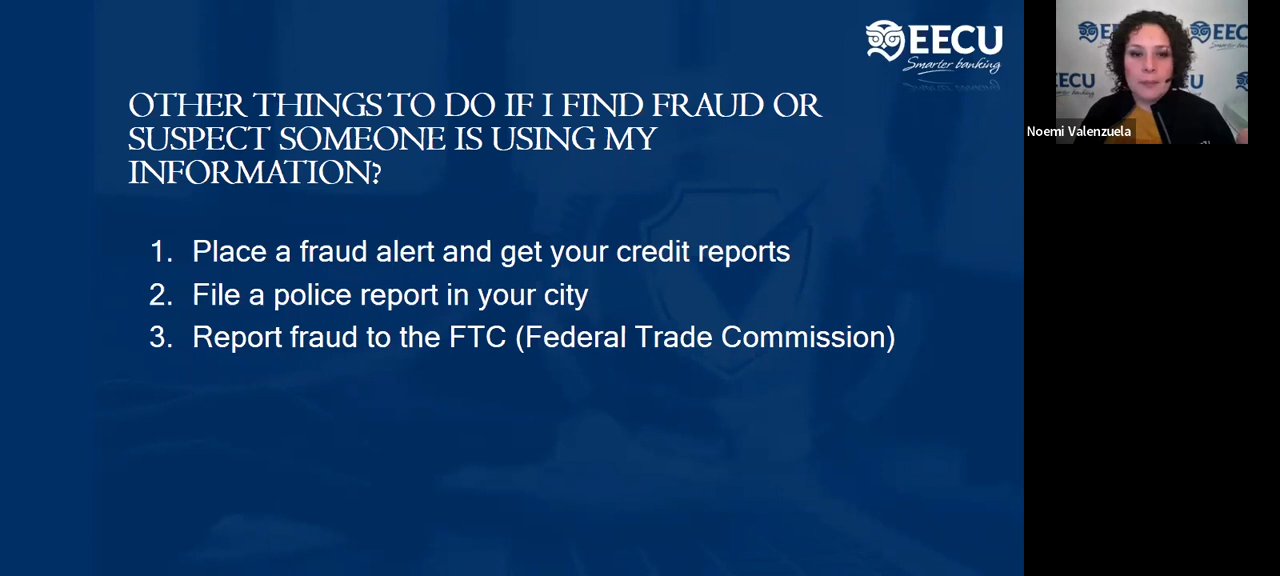 EECU
Smarter banking
OTHER THINGS TO DO IF I FIND FRAUD OR
SUSPECT SOMEONE IS USING MY
INFORMATION?
1. Place a fraud alert and get your credit reports
2. File a police report in your city
3. Report fraud to the FTC (Federal Trade Commission)
EECU
EECU
Noemi Valenzuela